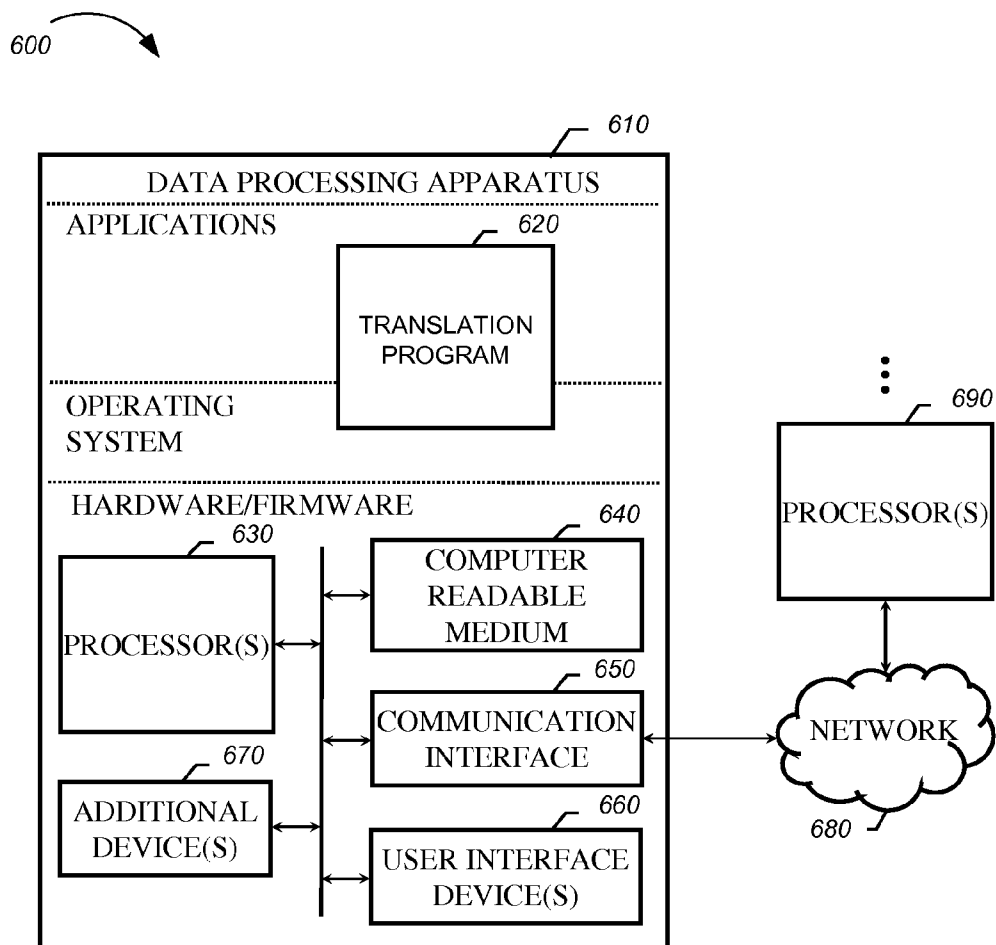 600
610
DATA PROCESSING APPARATUS
APPLICATIONS
620
TRANSLATION
PROGRAM
OPERATING
SYSTEM
690
PROCESSOR(S)
HARDWARE/FIRMWARE
630
PROCESSOR(S)
640
COMPUTER
READABLE
MEDIUM
650
COMMUNICATION
INTERFACE
NETWORK
680
670
ADDITIONAL
DEVICE(S)
660
USER INTERFACE
DEVICE(S)